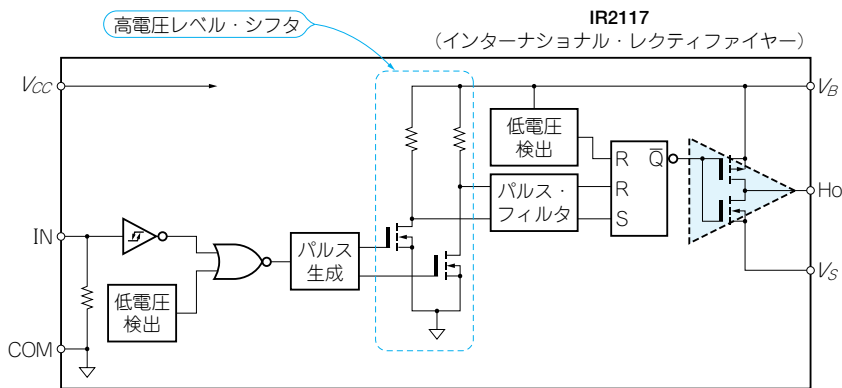 高電圧レベル・シフタ
IR2117
（インターナショナル・レクティファイヤー）
VCC
VB
低電圧
検出
R
Q
R
S
パルス・
フィルタ
Ho
IN
パルス
生成
低電圧
検出
VS
COM